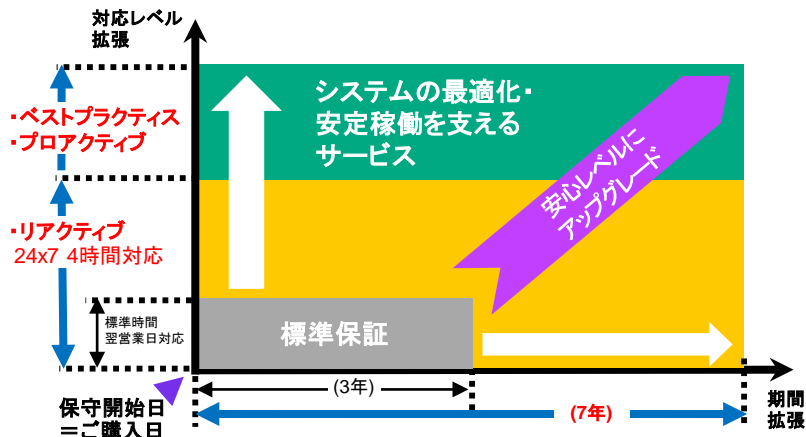 対応レベル
拡張
システムの最適化・
安定稼働を支える
サービス
・ベストプラクティス
・プロアクティブ
安心レベルに
アップグレード
・リアクティブ
24x7 4時間対応
標準時間
翌営業日対応
標準保証
(3年)
(7年)
保守開始日
＝ご購入日
期間
拡張